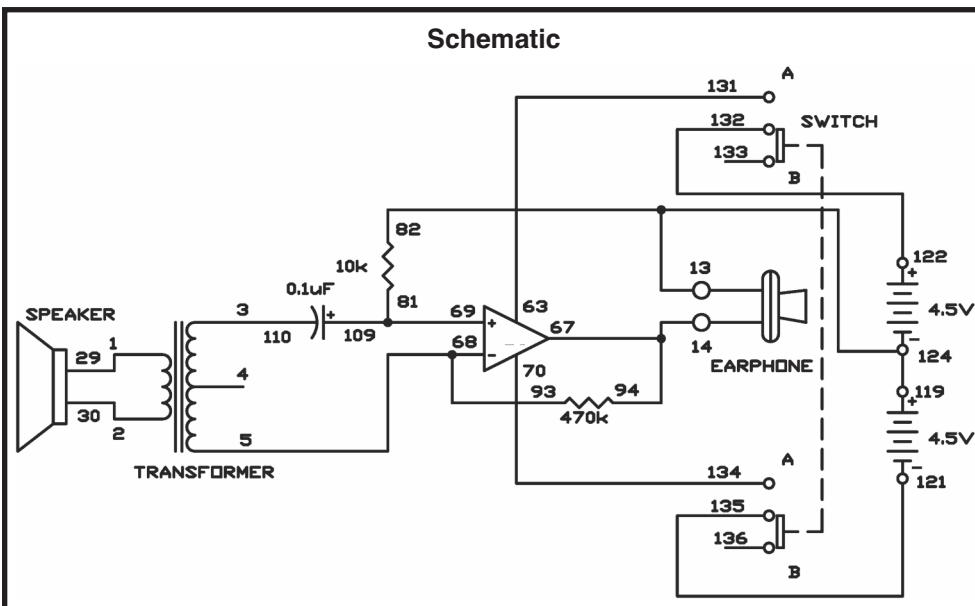 Schematic
A
131
132
SWITCH
133
B
82
122
+
10k
13
4.5V
0.1uF
81
SPEAKER
3
+
69
+
63
-
110
109
67
124
1
68
-
14
119
29
70
EARPHONE
+
4
93
94
4.5V
30
470k
2
5
-
134
A
121
TRANSFORMER
135
136
B